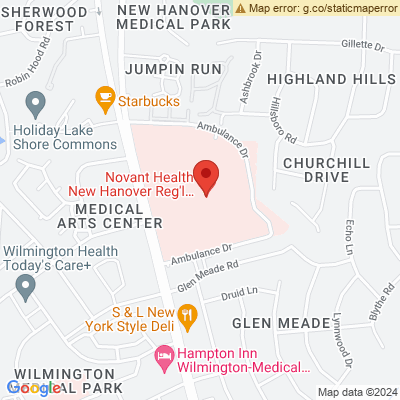 SHERWOOD
FOREST
NEW HANOVER
MEDICAL PARK
Map error: g.co/staticmaperror
Gillette Dr
Robin Hood Rd
JUMPIN RUN
Ashbrook Dr
HIGHLAND HILLS
Starbucks
Hillsboro Rd
Holiday Lake
Shore Commons
Ambulance Dr
CHURCHILL
DRIVE
Novant Health
New Hanover Reg'l...
MEDICAL
ARTS CENTER
Echo Ln
Wilmington Health
Today's Care+
Ambulance Dr
Glen Meade Rd
Blythe Rd
Druid Ln
S & L New
York Style Deli
GLEN MEADE
Lynnwood Dr
Hampton Inn
Wilmington-Medical...
WILMINGTON
Google
Map data ©2024